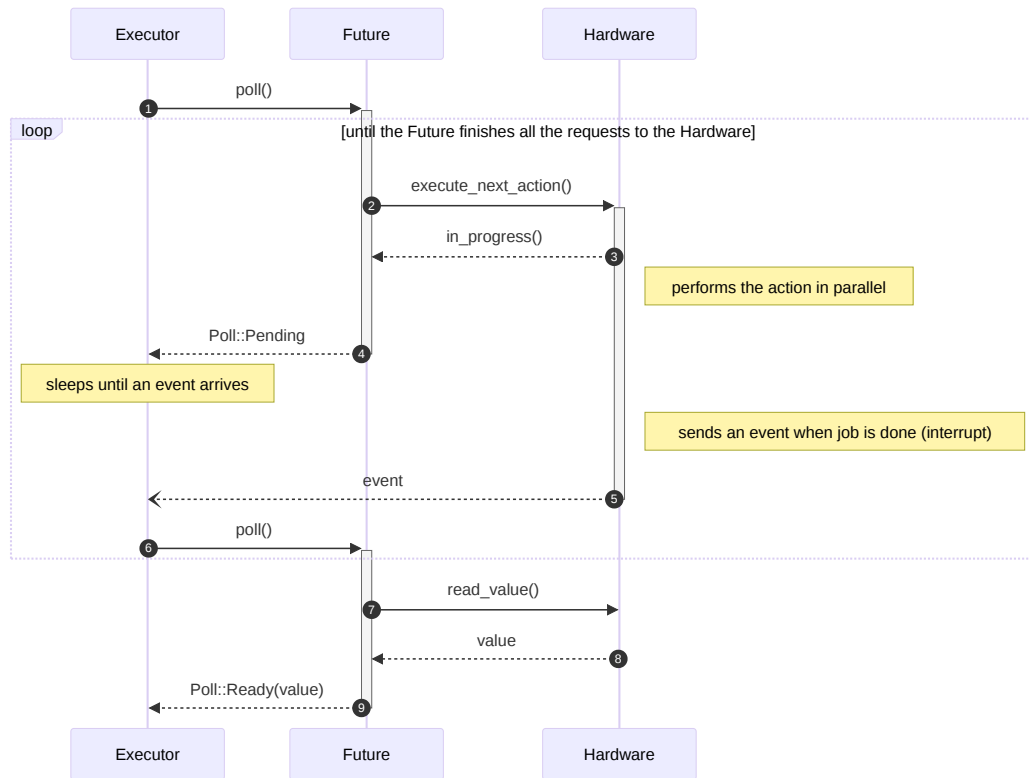 Executor
Future
Hardware
poll()
1
loop
[until the Future finishes all the requests to the Hardware]
execute_next_action()
2
in_progress()
3
performs the action in parallel
Poll::Pending
4
sleeps until an event arrives
sends an event when job is done (interrupt)
event
5
poll()
6
read_value()
7
value
8
Poll::Ready(value)
9
Executor
Future
Hardware